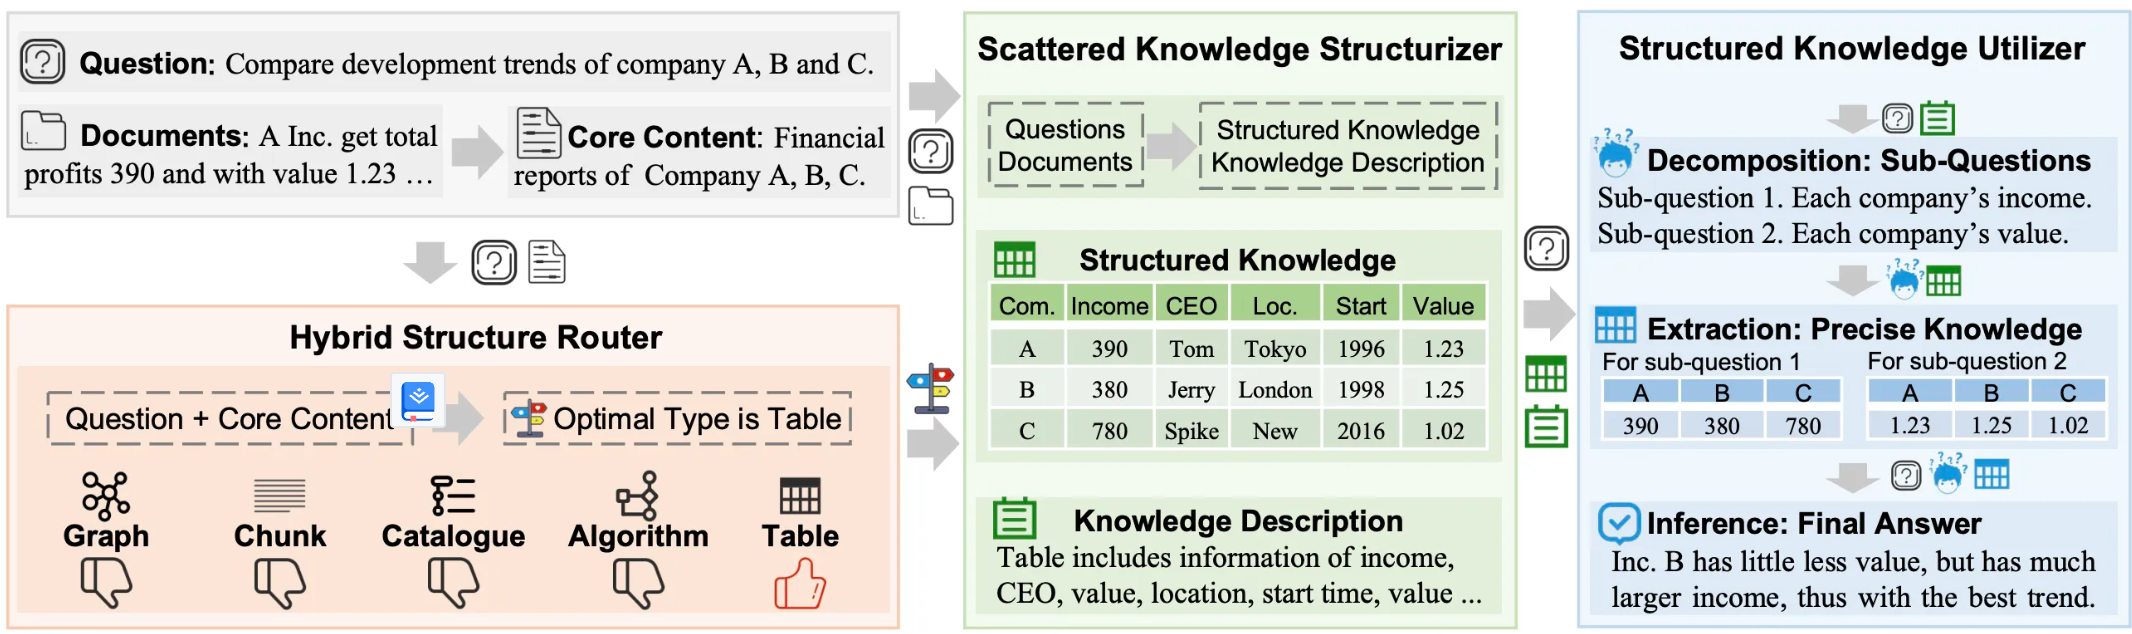 Question: Compare development trends of company A, B and C.
Documents: A Inc. get total
profits 390 and with value 1.23 …
Core Content: Financial
reports of Company A, B, C.
Hybrid Structure Router
Question + Core Content
Optimal Type is Table
Graph
Chunk
Catalogue
Algorithm
Table
Scattered Knowledge Structurizer
Questions
Documents
Structured Knowledge
Knowledge Description
Structured Knowledge
Com. Income CEO Loc. Start Value
A 390 Tom Tokyo 1996 1.23
B 380 Jerry London 1998 1.25
C 780 Spike New 2016 1.02
Knowledge Description
Table includes information of income,
CEO, value, location, start time, value ...
Structured Knowledge Utilizer
Decomposition: Sub-Questions
Sub-question 1. Each company’s income.
Sub-question 2. Each company’s value.
Extraction: Precise Knowledge
For sub-question 1
A B C
390 380 780
For sub-question 2
A B C
1.23 1.25 1.02
Inference: Final Answer
Inc. B has little less value, but has much
larger income, thus with the best trend.